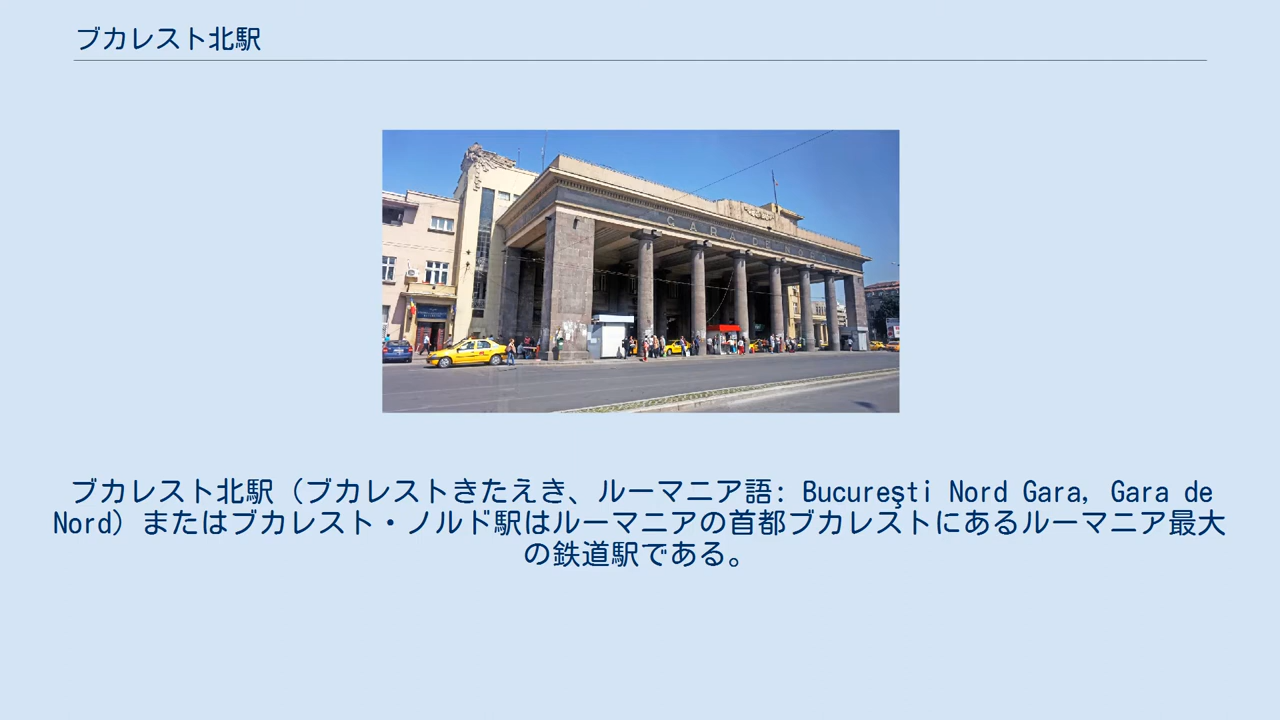 ブカレスト北駅
GARA DE NORD
ブカレスト北駅（ブカレストきたえき、ルーマニア語: Bucureşti Nord Gara, Gara de
Nord）またはブカレスト・ノルド駅はルーマニアの首都ブカレストにあるルーマニア最大
の鉄道駅である。